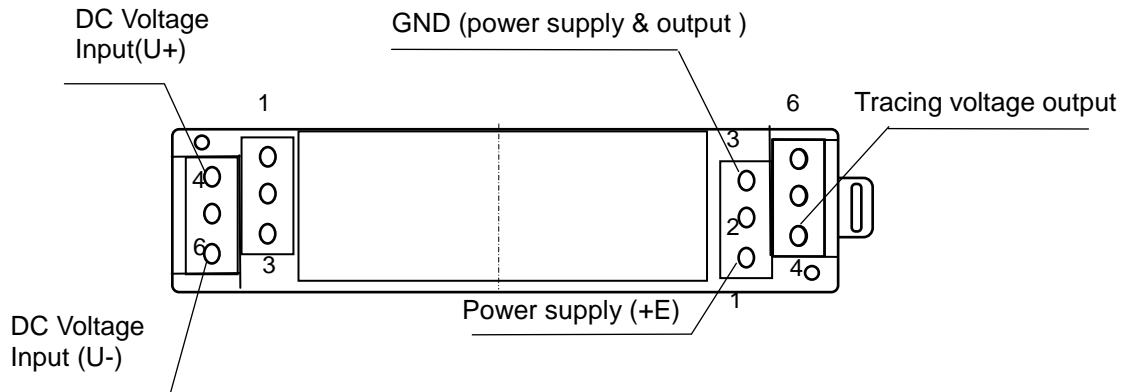 DC Voltage
Input(U+)
GND (power supply & output )
1
6
Tracing voltage output
3
4
2
6
3
4
1
Power supply (+E)
DC Voltage
Input (U-)